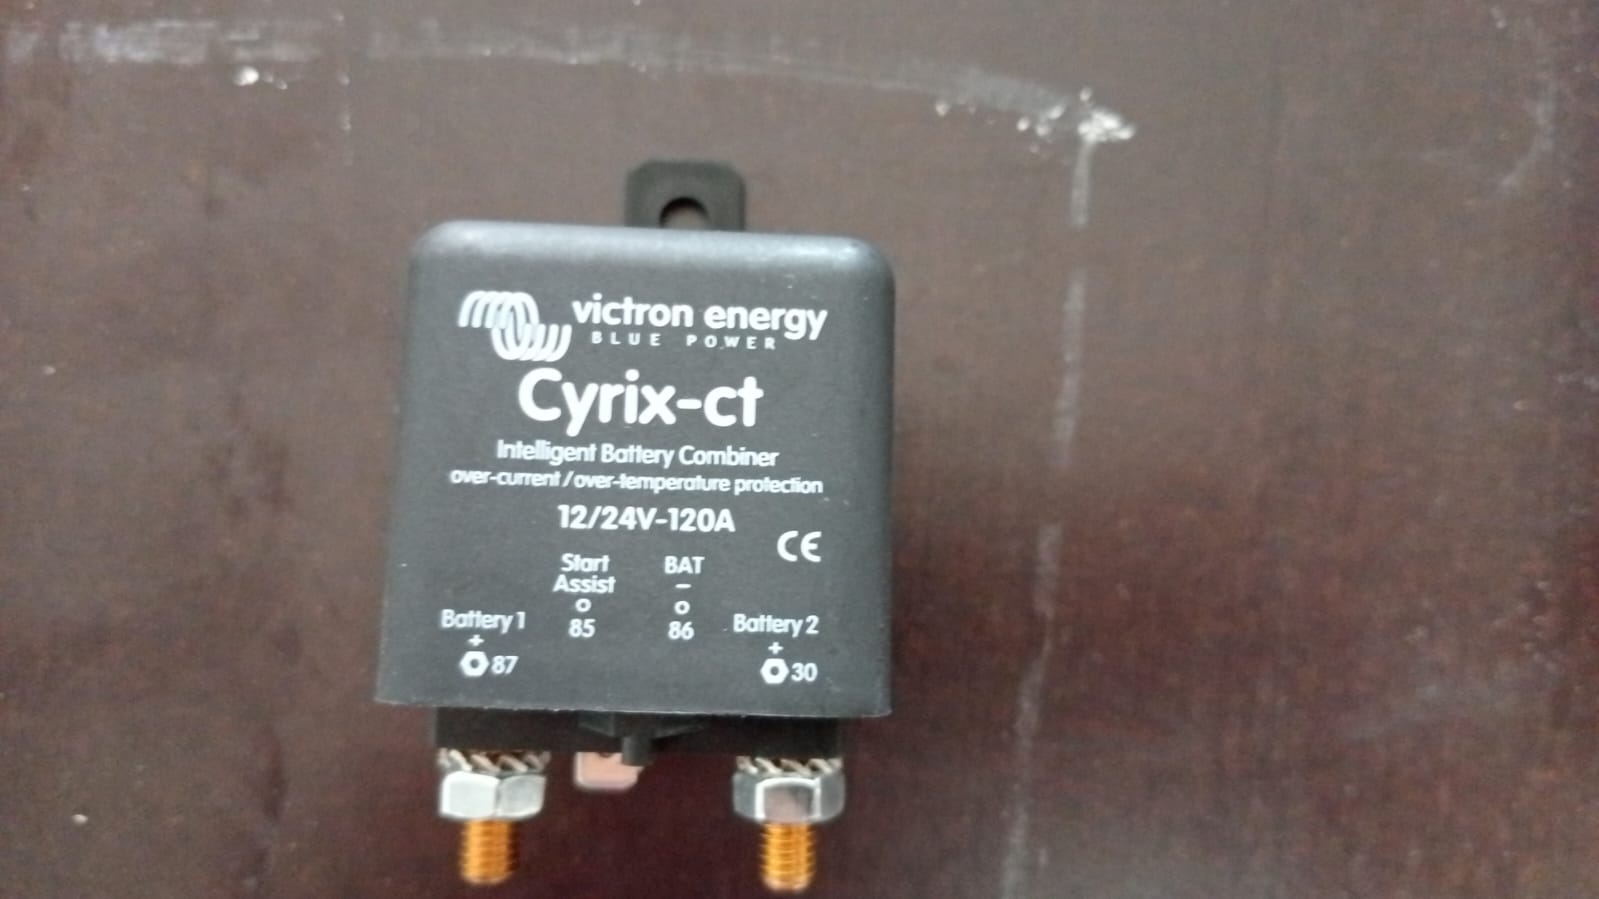 victron energy
BLUE POWER
Cyrix-ct
Intelligent Battery Combiner
over-current / over-temperature protection
12/24V-120A
CE
Start Assist
BAT
-
Battery 1
85
86
Battery 2
+
+
87
30